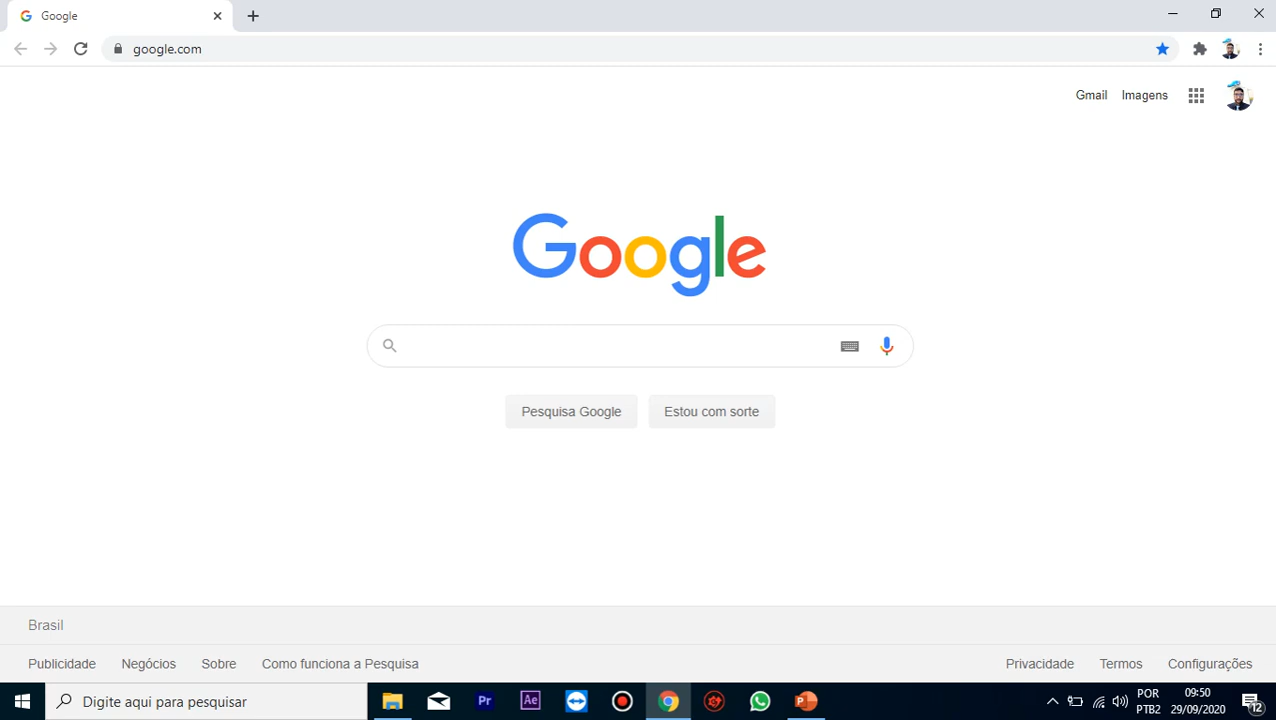 Google
google.com
Gmail Imagens
Google
Pesquisa Google Estou com sorte
Brasil
Publicidade Negócios Sobre Como funciona a Pesquisa Privacidade Termos Configurações
Digite aqui para pesquisar
Pr
Ae
P
POR
PTB2
09:50
29/09/2020
12